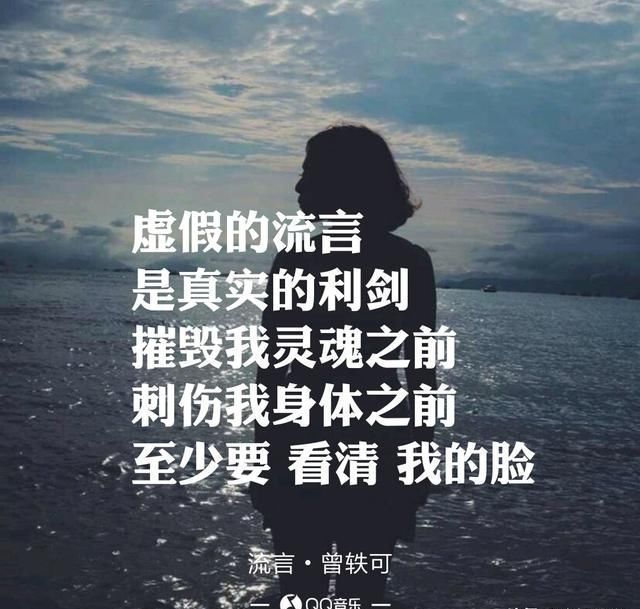 虚假的流言
是真实的利剑
摧毁我灵魂之前
刺伤我身体之前
至少要 看清 我的脸
流言·曾轶可
QQ音乐